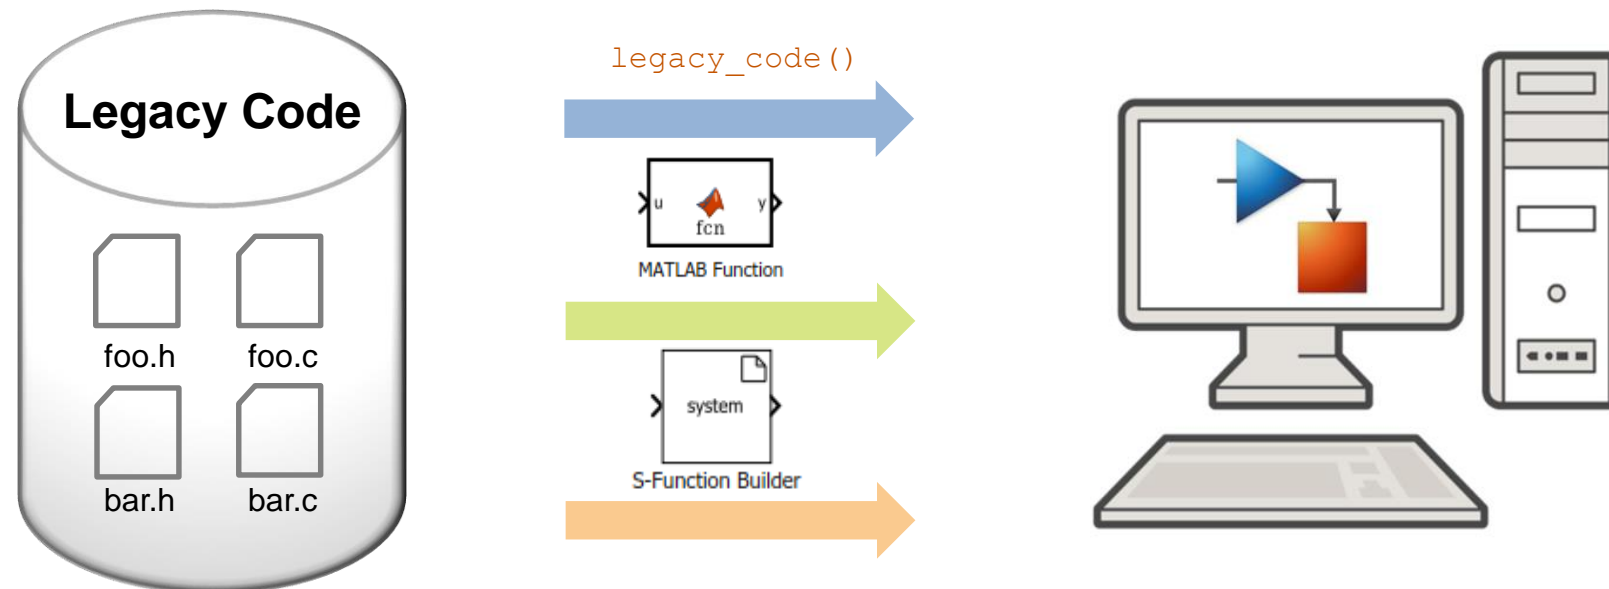 Legacy Code
foo.h foo.c
bar.h bar.c
legacy_code()
u y
fcn
MATLAB Function
system
S-Function Builder